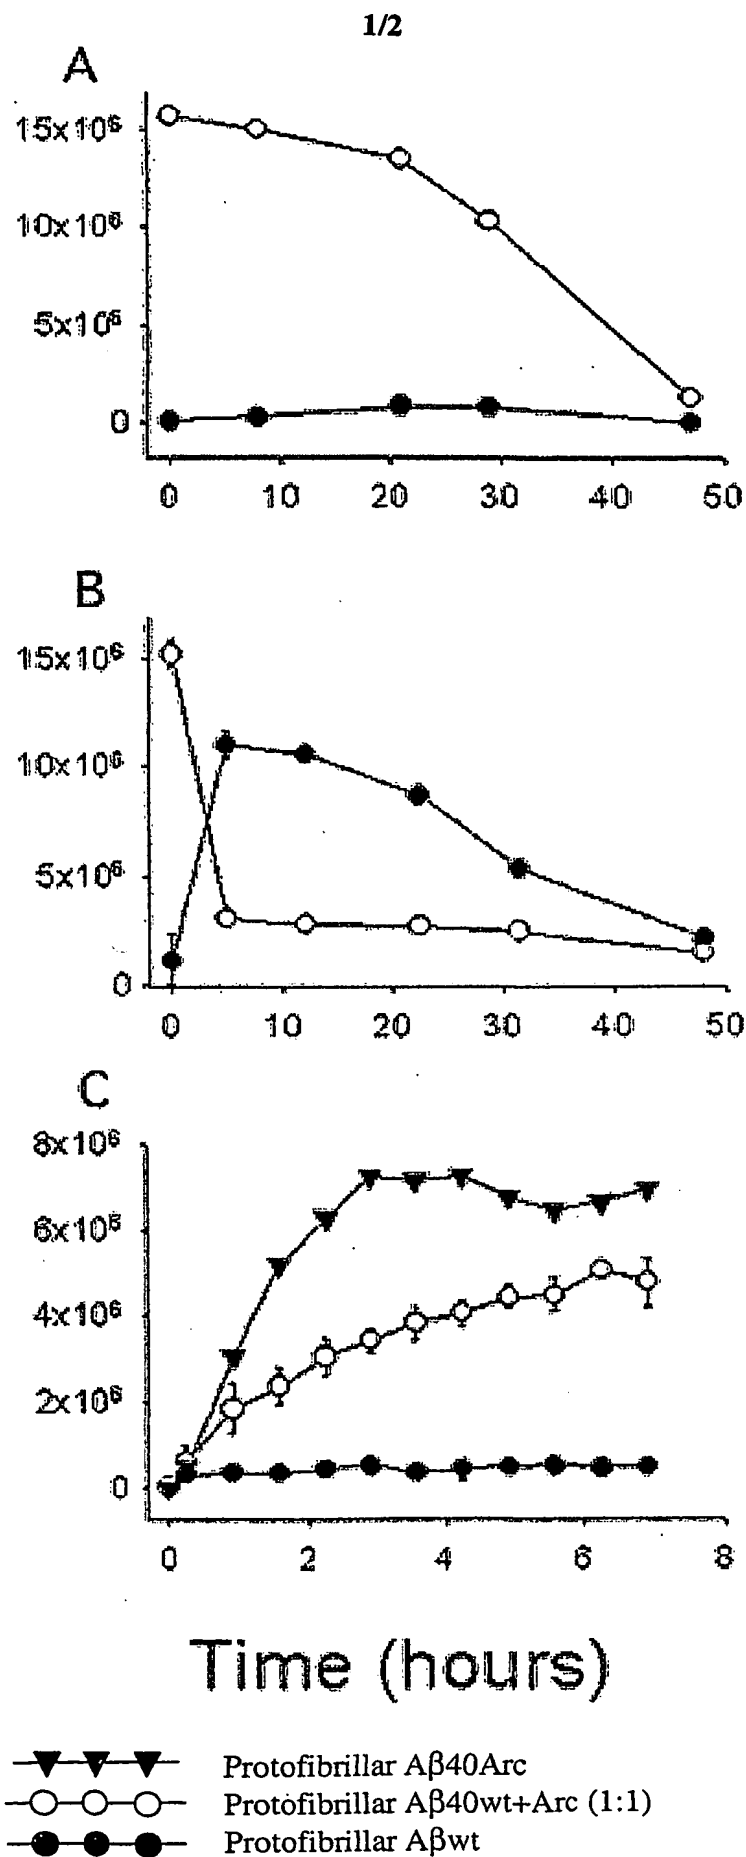 1/2
A
15x10⁶
10x10⁶
5x10⁶
0
0 10 20 30 40 50
B
15x10⁶
10x10⁶
5x10⁶
0
0 10 20 30 40 50
C
8x10⁶
6x10⁶
4x10⁶
2x10⁶
0
0 2 4 6 8
Time (hours)
Protofibrillar Aβ40Arc
Protofibrillar Aβ40wt+Arc (1:1)
Protofibrillar Aβwt